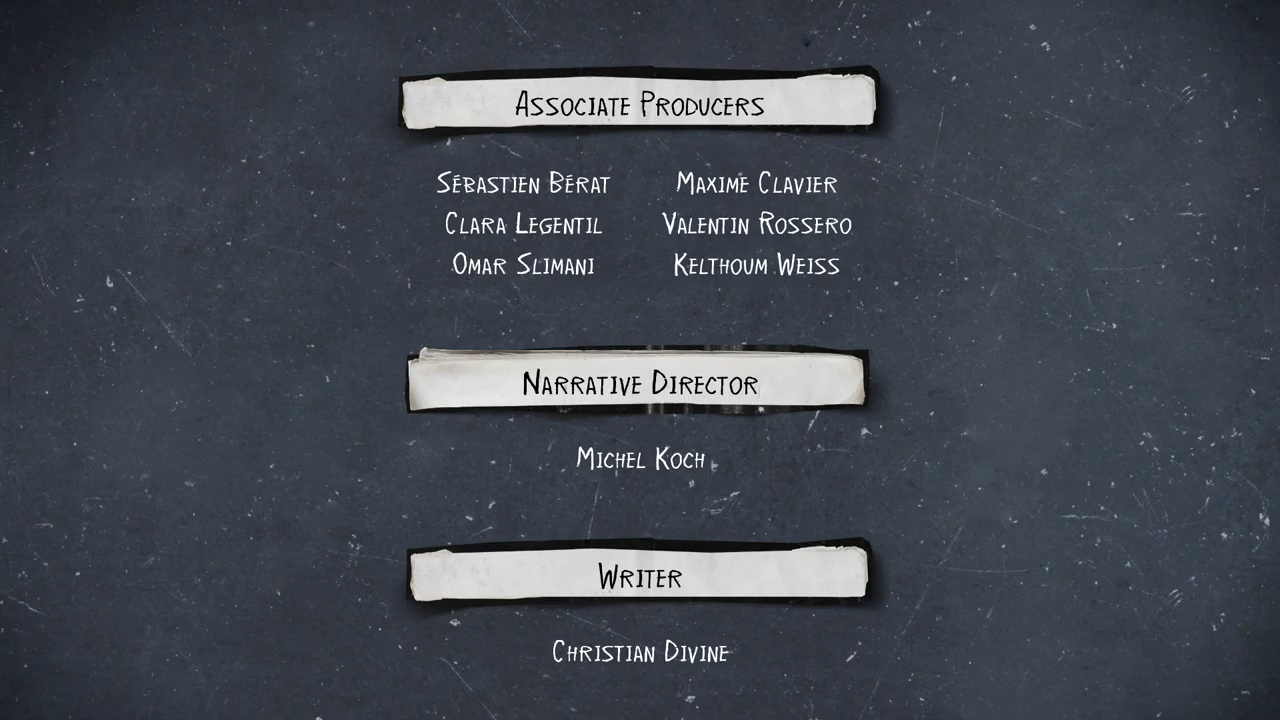 Associate Producers
Sébastien Bérat
Maxime Clavier
Clara Legentil
Valentin Rossero
Omar Slimani
Kelthoum Weiss
Narrative Director
Michel Koch
Writer
Christian Divine